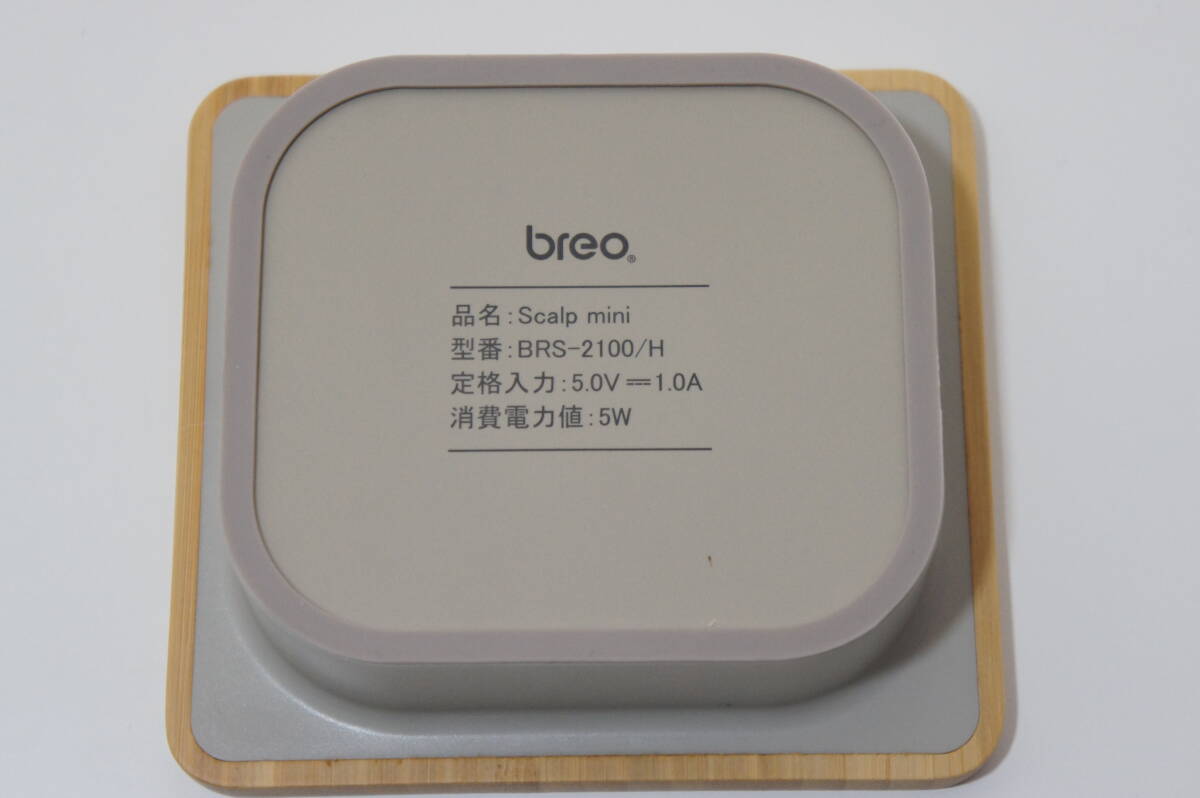 breo®
品名:Scalp mini
型番:BRS-2100/H
定格入力:5.0V⎓1.0A
消費電力値:5W